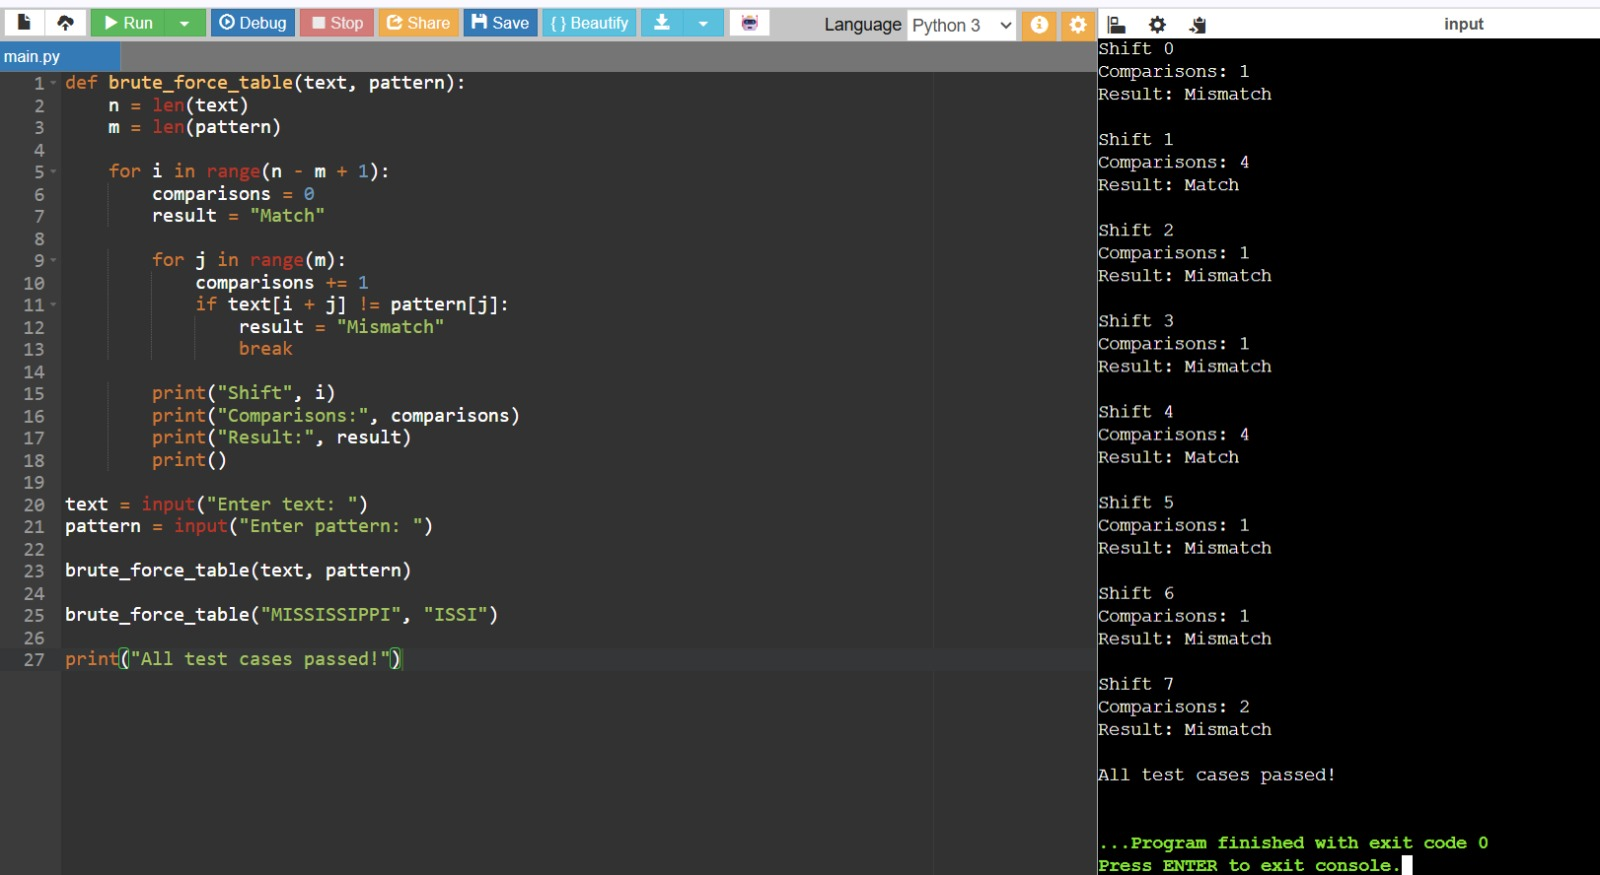 Run
Debug
Stop
Share
Save
{ } Beautify
Language Python 3
input
main.py
1 def brute_force_table(text, pattern):
2     n = len(text)
3     m = len(pattern)
4
5     for i in range(n - m + 1):
6         comparisons = 0
7         result = "Match"
8
9         for j in range(m):
10             comparisons += 1
11             if text[i + j] != pattern[j]:
12                 result = "Mismatch"
13                 break
14
15         print("Shift", i)
16         print("Comparisons:", comparisons)
17         print("Result:", result)
18         print()
19
20 text = input("Enter text: ")
21 pattern = input("Enter pattern: ")
22
23 brute_force_table(text, pattern)
24
25 brute_force_table("MISSISSIPPI", "ISSI")
26
27 print("All test cases passed!")
Shift 0
Comparisons: 1
Result: Mismatch
Shift 1
Comparisons: 4
Result: Match
Shift 2
Comparisons: 1
Result: Mismatch
Shift 3
Comparisons: 1
Result: Mismatch
Shift 4
Comparisons: 4
Result: Match
Shift 5
Comparisons: 1
Result: Mismatch
Shift 6
Comparisons: 1
Result: Mismatch
Shift 7
Comparisons: 2
Result: Mismatch
All test cases passed!
...Program finished with exit code 0
Press ENTER to exit console.